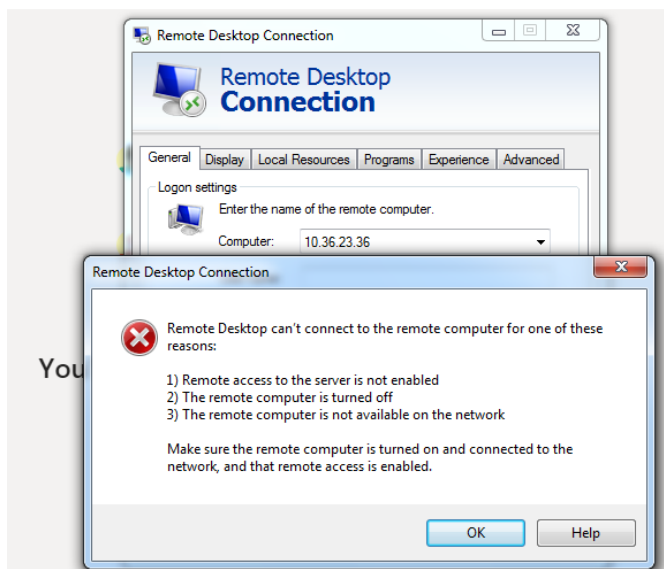 Remote Desktop Connection
Remote Desktop
Connection
General Display Local Resources Programs Experience Advanced
Logon settings
Enter the name of the remote computer.
Computer: 10.36.23.36
Remote Desktop Connection
Remote Desktop can't connect to the remote computer for one of these
reasons:
You
1) Remote access to the server is not enabled
2) The remote computer is turned off
3) The remote computer is not available on the network
Make sure the remote computer is turned on and connected to the
network, and that remote access is enabled.
OK Help